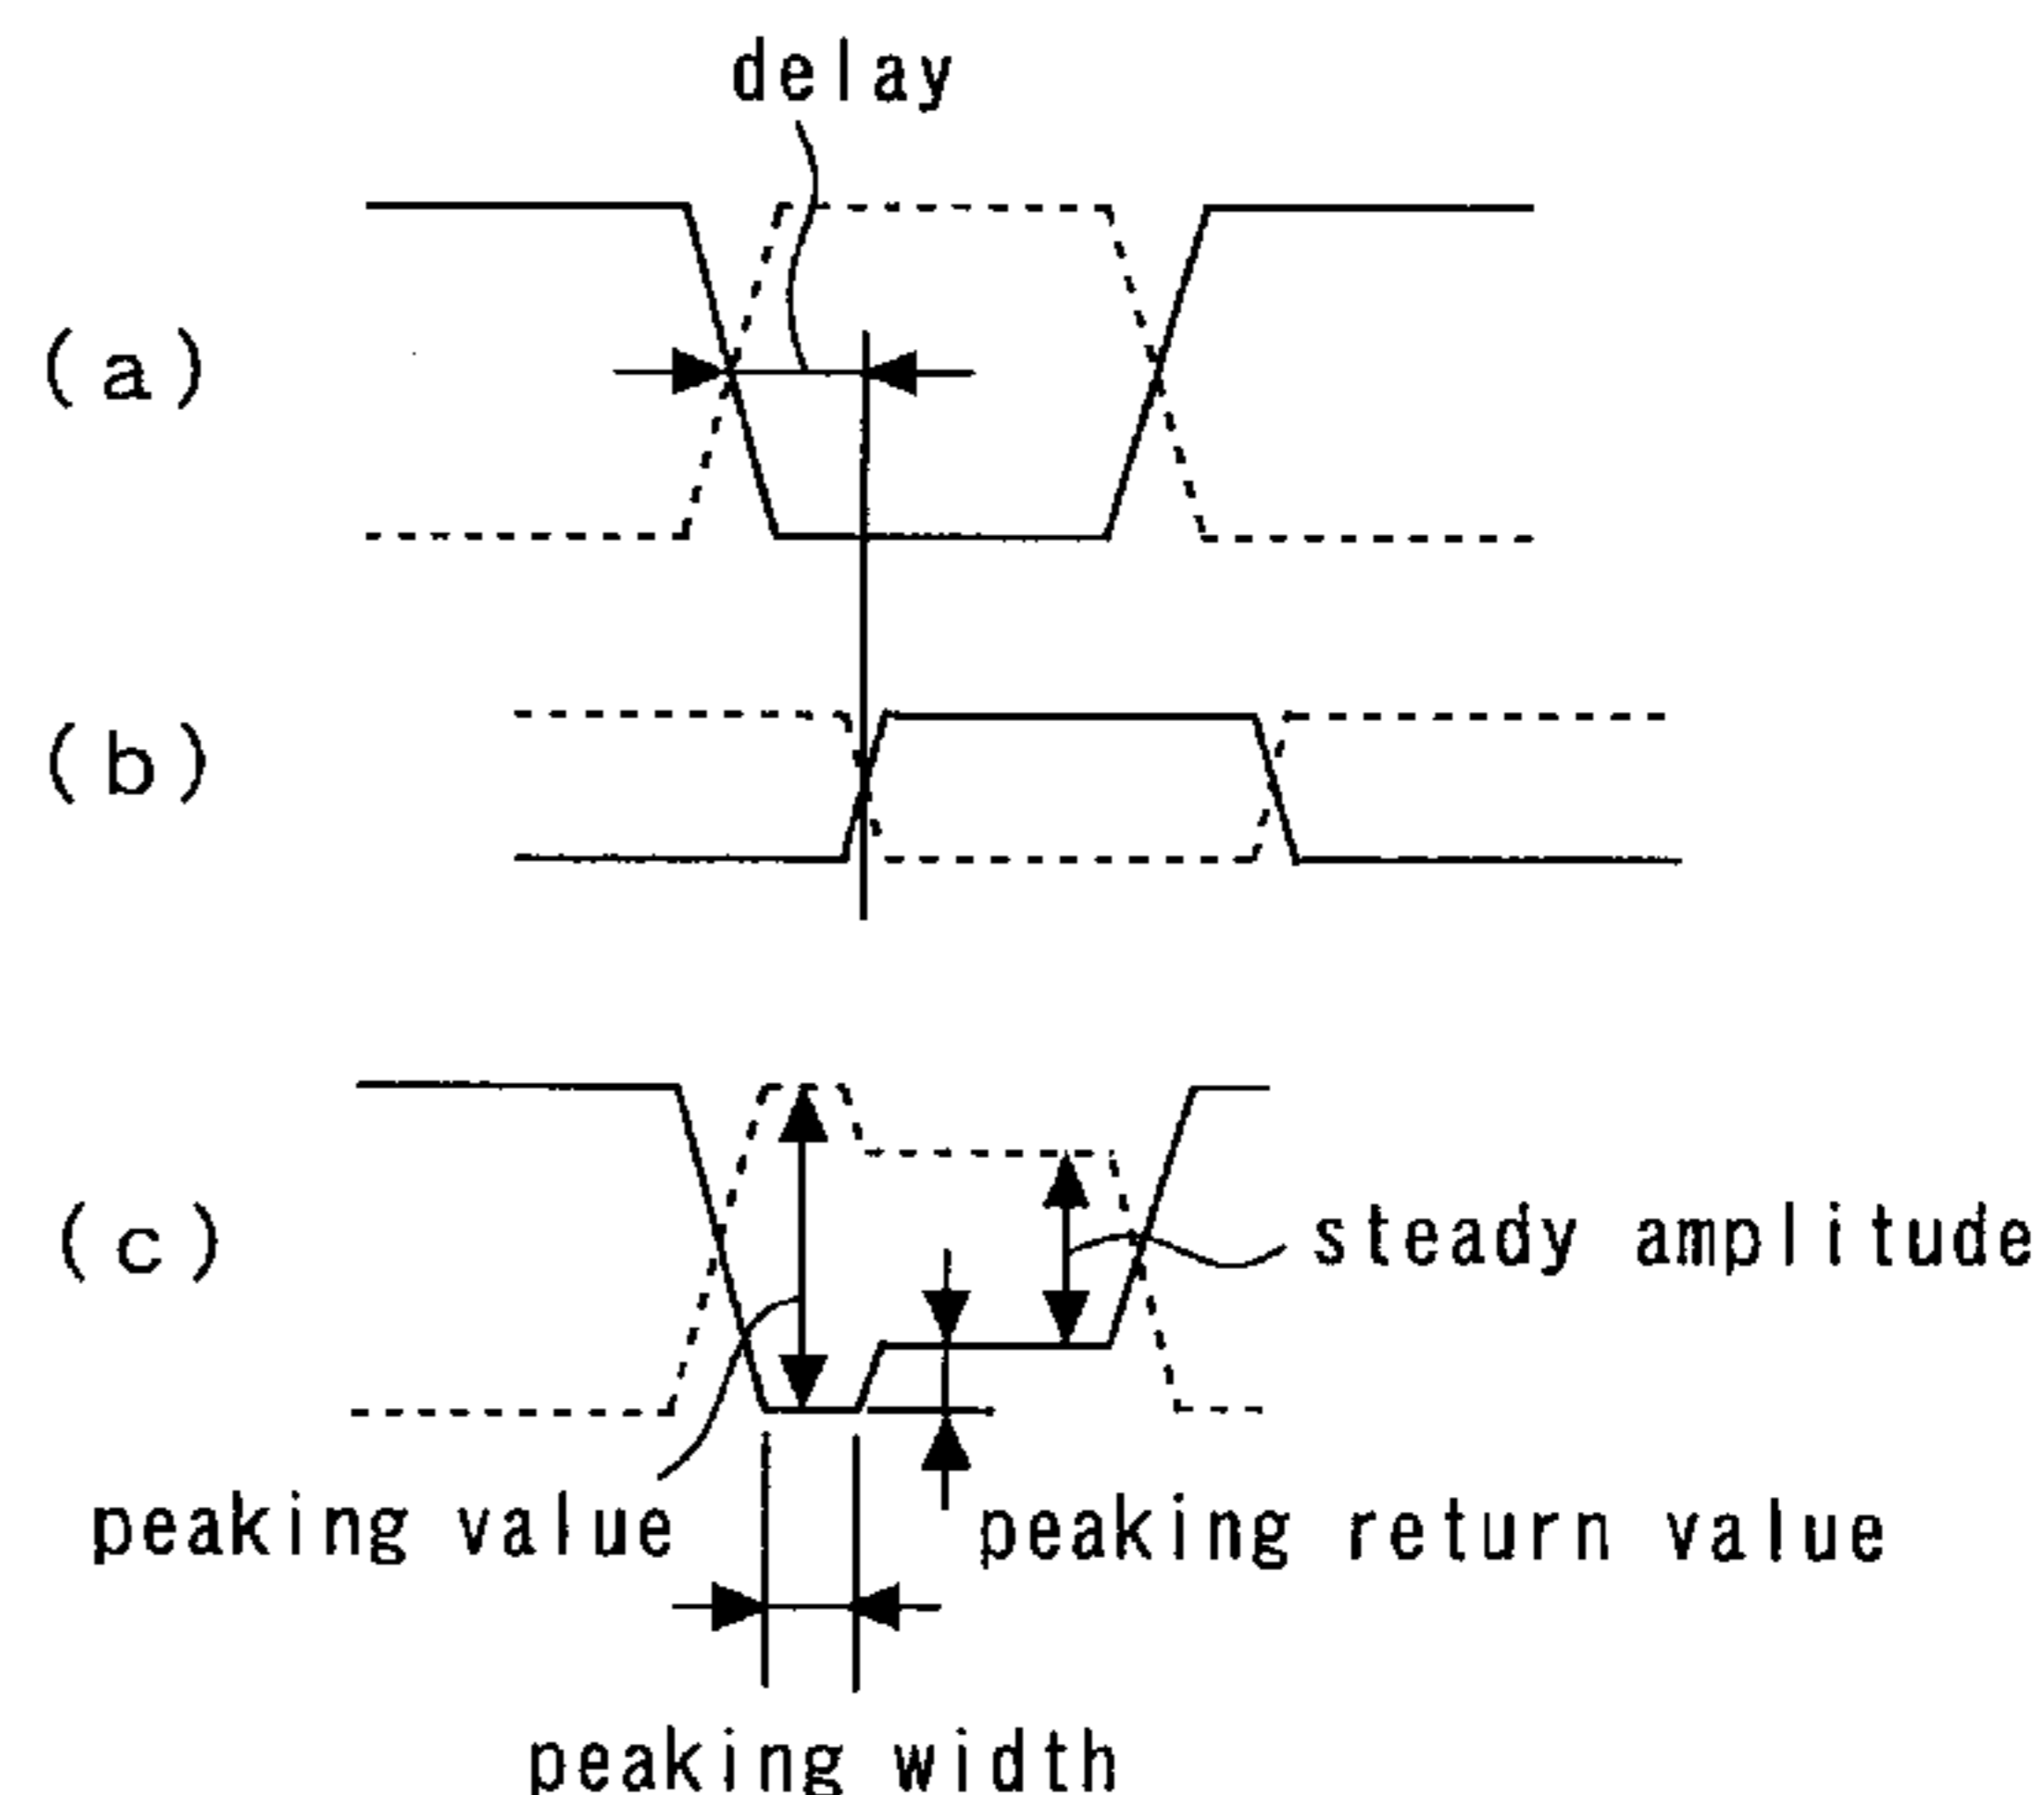 delay
(a)
(b)
(c)
steady amplitude
peaking value
peaking return value
peaking width